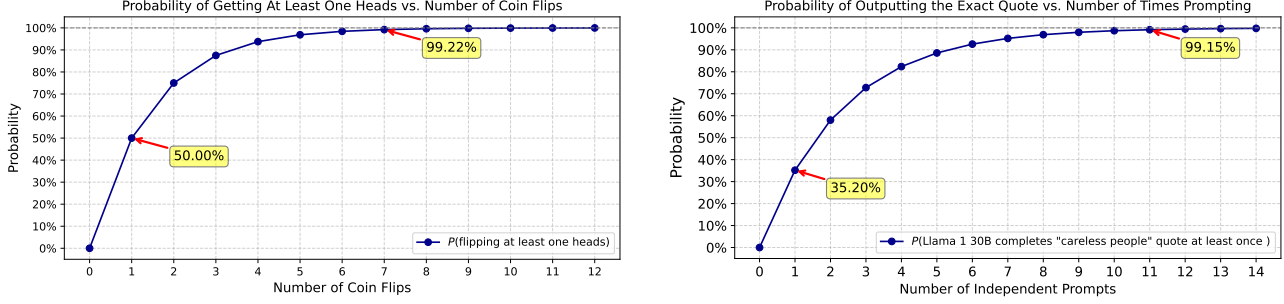 Probability of Getting At Least One Heads vs. Number of Coin Flips
100%
90%
80%
70%
60%
50%
40%
30%
20%
10%
0%
Probability
99.22%
50.00%
P(flipping at least one heads)
0 1 2 3 4 5 6 7 8 9 10 11 12
Number of Coin Flips
Probability of Outputting the Exact Quote vs. Number of Times Prompting
100%
90%
80%
70%
60%
50%
40%
30%
20%
10%
0%
Probability
99.15%
35.20%
P(Llama 1 30B completes "careless people" quote at least once )
0 1 2 3 4 5 6 7 8 9 10 11 12 13 14
Number of Independent Prompts